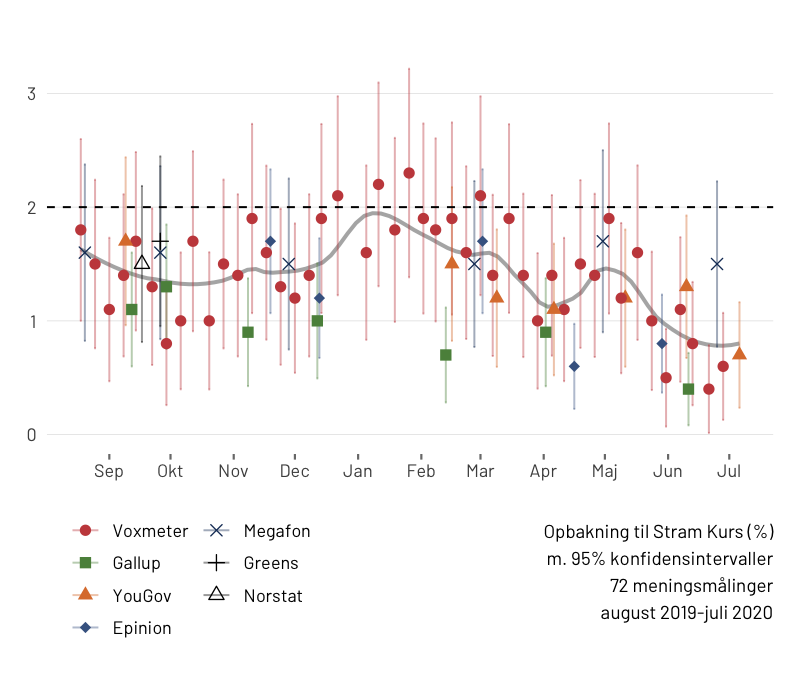 3
2
1
0
Sep Okt Nov Dec Jan Feb Mar Apr Maj Jun Jul
Voxmeter Megafon
Gallup Greens
YouGov Norstat
Epinion
Opbakning til Stram Kurs (%)
m. 95% konfidensintervaller
72 meningsmålinger
august 2019-juli 2020